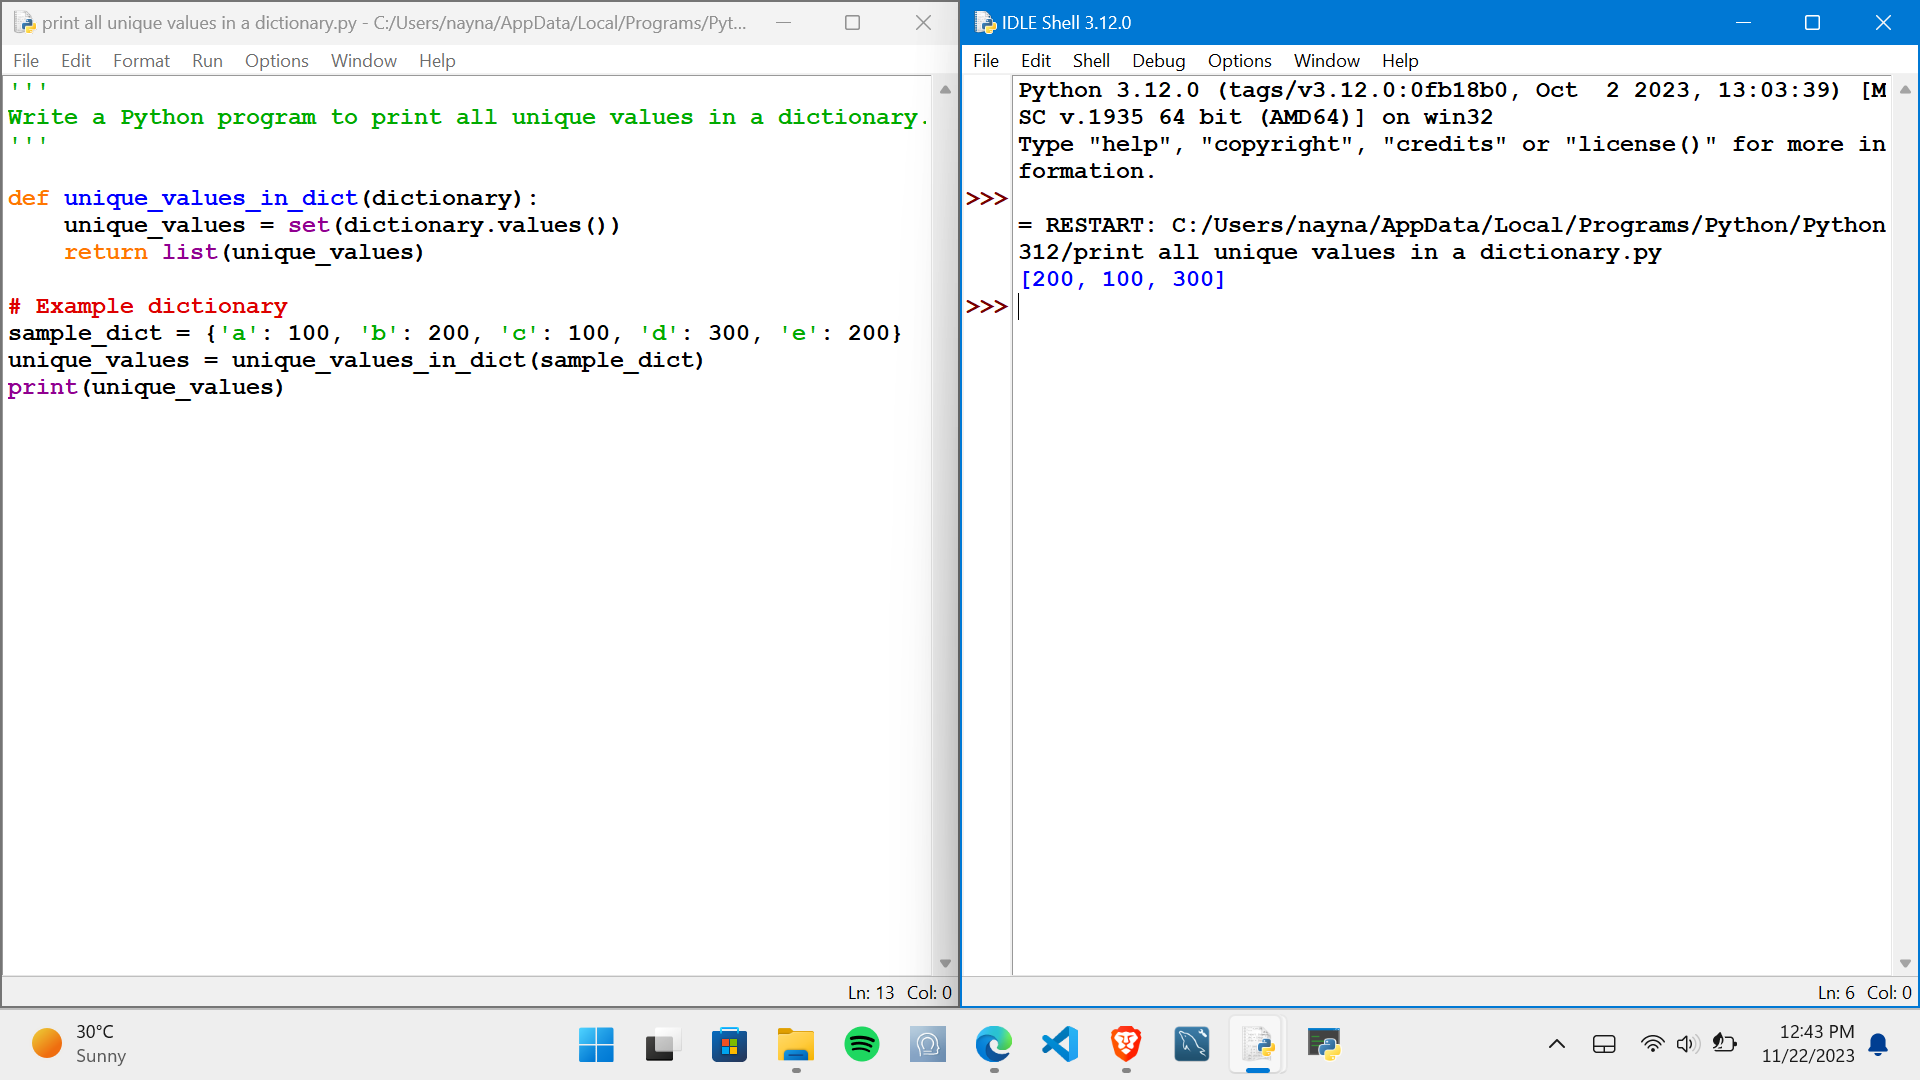 print all unique values in a dictionary.py - C:/Users/nayna/AppData/Local/Programs/Pyt...
File Edit Format Run Options Window Help
'''
Write a Python program to print all unique values in a dictionary.
'''
def unique_values_in_dict(dictionary):
    unique_values = set(dictionary.values())
    return list(unique_values)
# Example dictionary
sample_dict = {'a': 100, 'b': 200, 'c': 100, 'd': 300, 'e': 200}
unique_values = unique_values_in_dict(sample_dict)
print(unique_values)
Ln: 13 Col: 0
IDLE Shell 3.12.0
File Edit Shell Debug Options Window Help
Python 3.12.0 (tags/v3.12.0:0fb18b0, Oct  2 2023, 13:03:39) [M
SC v.1935 64 bit (AMD64)] on win32
Type "help", "copyright", "credits" or "license()" for more in
formation.
>>>
= RESTART: C:/Users/nayna/AppData/Local/Programs/Python/Python
312/print all unique values in a dictionary.py
[200, 100, 300]
>>>
Ln: 6 Col: 0
30°C
Sunny
12:43 PM
11/22/2023